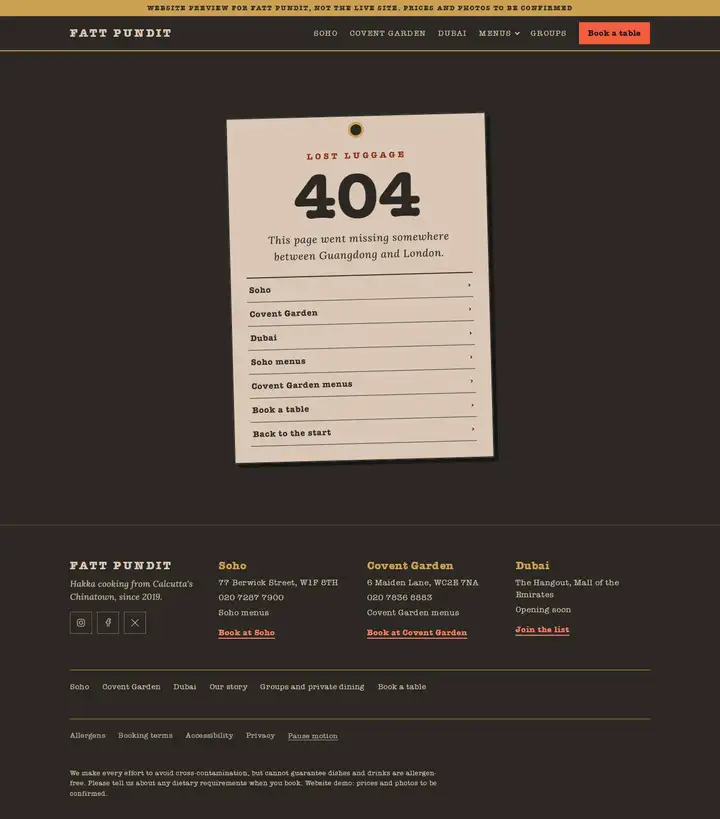 WEBSITE PREVIEW FOR FATT PUNDIT, NOT THE LIVE SITE. PRICES AND PHOTOS TO BE CONFIRMED
FATT PUNDIT SOHO COVENT GARDEN DUBAI MENUS GROUPS Book a table
LOST LUGGAGE
404
This page went missing somewhere
between Guangdong and London.
Soho
Covent Garden
Dubai
Soho menus
Covent Garden menus
Book a table
Back to the start
FATT PUNDIT
Hakka cooking from Calcutta's
Chinatown, since 2019.
Soho
77 Berwick Street, W1F 8TH
020 7287 7900
Soho menus
Book at Soho
Covent Garden
6 Maiden Lane, WC2E 7NA
020 7836 8883
Covent Garden menus
Book at Covent Garden
Dubai
The Hangout, Mall of the
Emirates
Opening soon
Join the list
Soho Covent Garden Dubai Our story Groups and private dining Book a table
Allergens Booking terms Accessibility Privacy Pause motion
We make every effort to avoid cross-contamination, but cannot guarantee dishes and drinks are allergen-
free. Please tell us about any dietary requirements when you book. Website demo: prices and photos to be
confirmed.